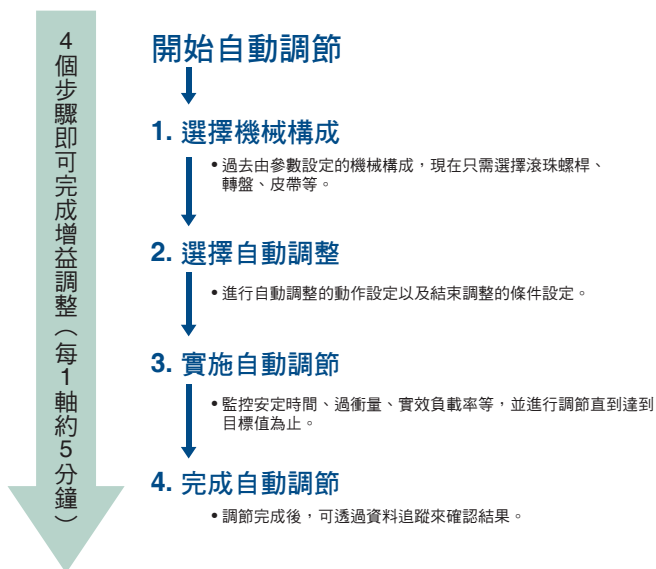 4個步驟即可完成增益調整（每1軸約5分鐘）
開始自動調節
1. 選擇機械構成
•過去由參數設定的機械構成，現在只需選擇滾珠螺桿、
轉盤、皮帶等。
2. 選擇自動調整
•進行自動調整的動作設定以及結束調整的條件設定。
3. 實施自動調節
•監控安定時間、過衝量、實效負載率等，並進行調節直到達到
目標值為止。
4. 完成自動調節
•調節完成後，可透過資料追蹤來確認結果。